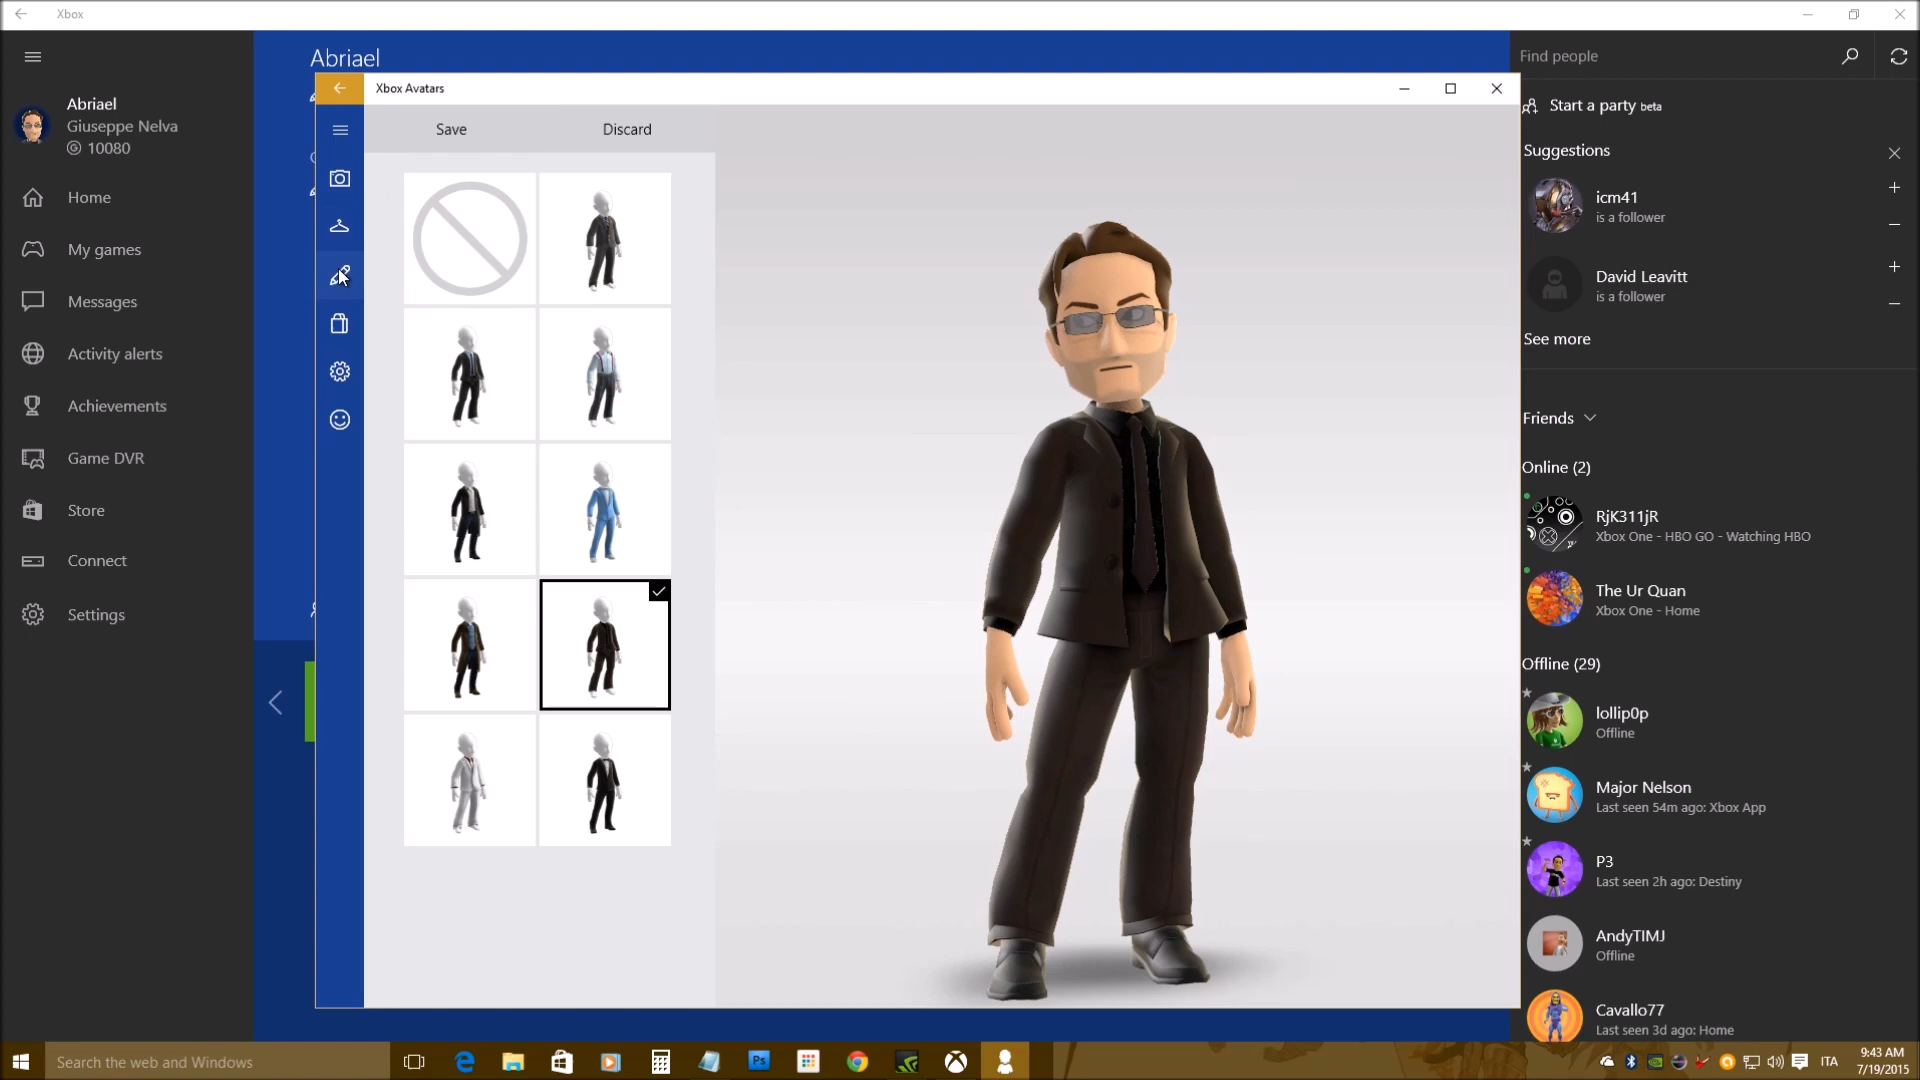 Xbox
Abriael
Giuseppe Nelva
G 10080
Home
My games
Messages
Activity alerts
Achievements
Game DVR
Store
Connect
Settings
Abriael
Xbox Avatars
Save
Discard
Find people
Start a party beta
Suggestions
icm41
is a follower
David Leavitt
is a follower
See more
Friends
Online (2)
RjK311jR
Xbox One - HBO GO - Watching HBO
The Ur Quan
Xbox One - Home
Offline (29)
lollip0p
Offline
Major Nelson
Last seen 54m ago: Xbox App
P3
Last seen 2h ago: Destiny
AndyTIMJ
Offline
Cavallo77
Last seen 3d ago: Home
Search the web and Windows
Ps
ITA
9:43 AM
7/19/2015